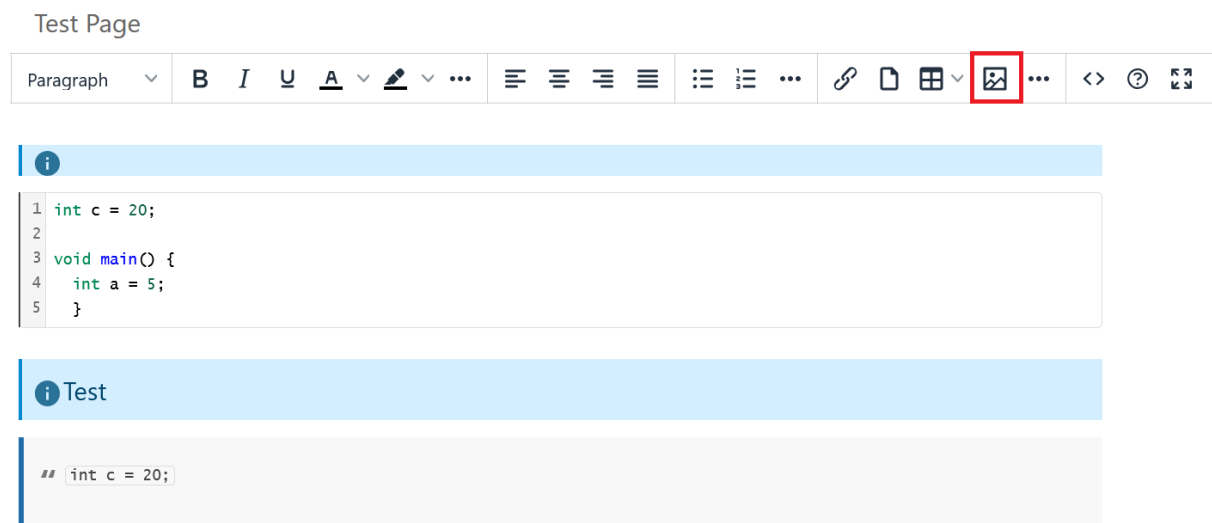 Test Page
Paragraph
B I U A
1 int c = 20;
2
3 void main() {
4 int a = 5;
5 }
Test
" int c = 20;